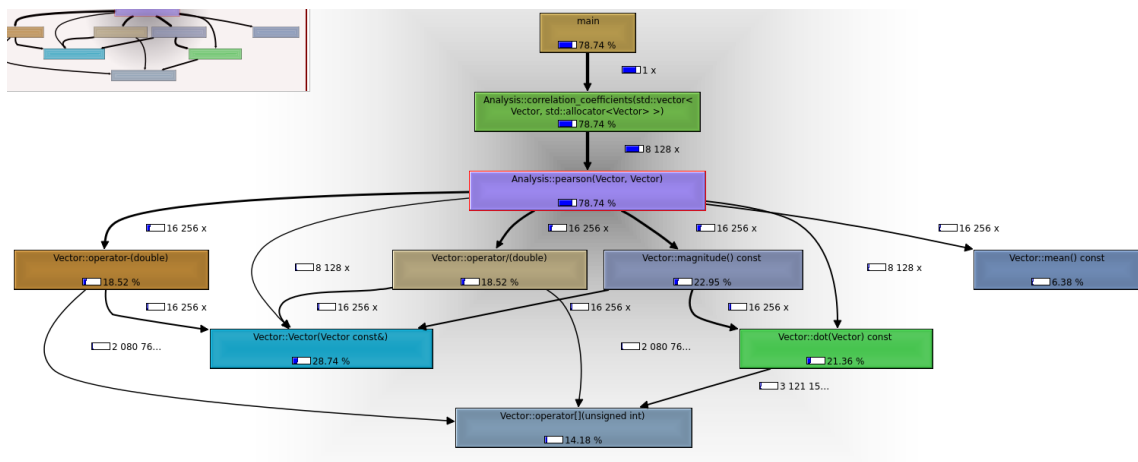 main
78.74 %
1 x
Analysis::correlation_coefficients(std::vector<
Vector, std::allocator<Vector> >)
78.74 %
8 128 x
Analysis::pearson(Vector, Vector)
78.74 %
16 256 x
16 256 x
16 256 x
16 256 x
Vector::operator-(double)
18.52 %
8 128 x
Vector::operator/(double)
18.52 %
Vector::magnitude() const
22.95 %
8 128 x
Vector::mean() const
6.38 %
16 256 x
16 256 x
16 256 x
16 256 x
Vector::Vector(Vector const&)
28.74 %
2 080 76...
2 080 76...
Vector::dot(Vector) const
21.36 %
3 121 15...
Vector::operator[](unsigned int)
14.18 %